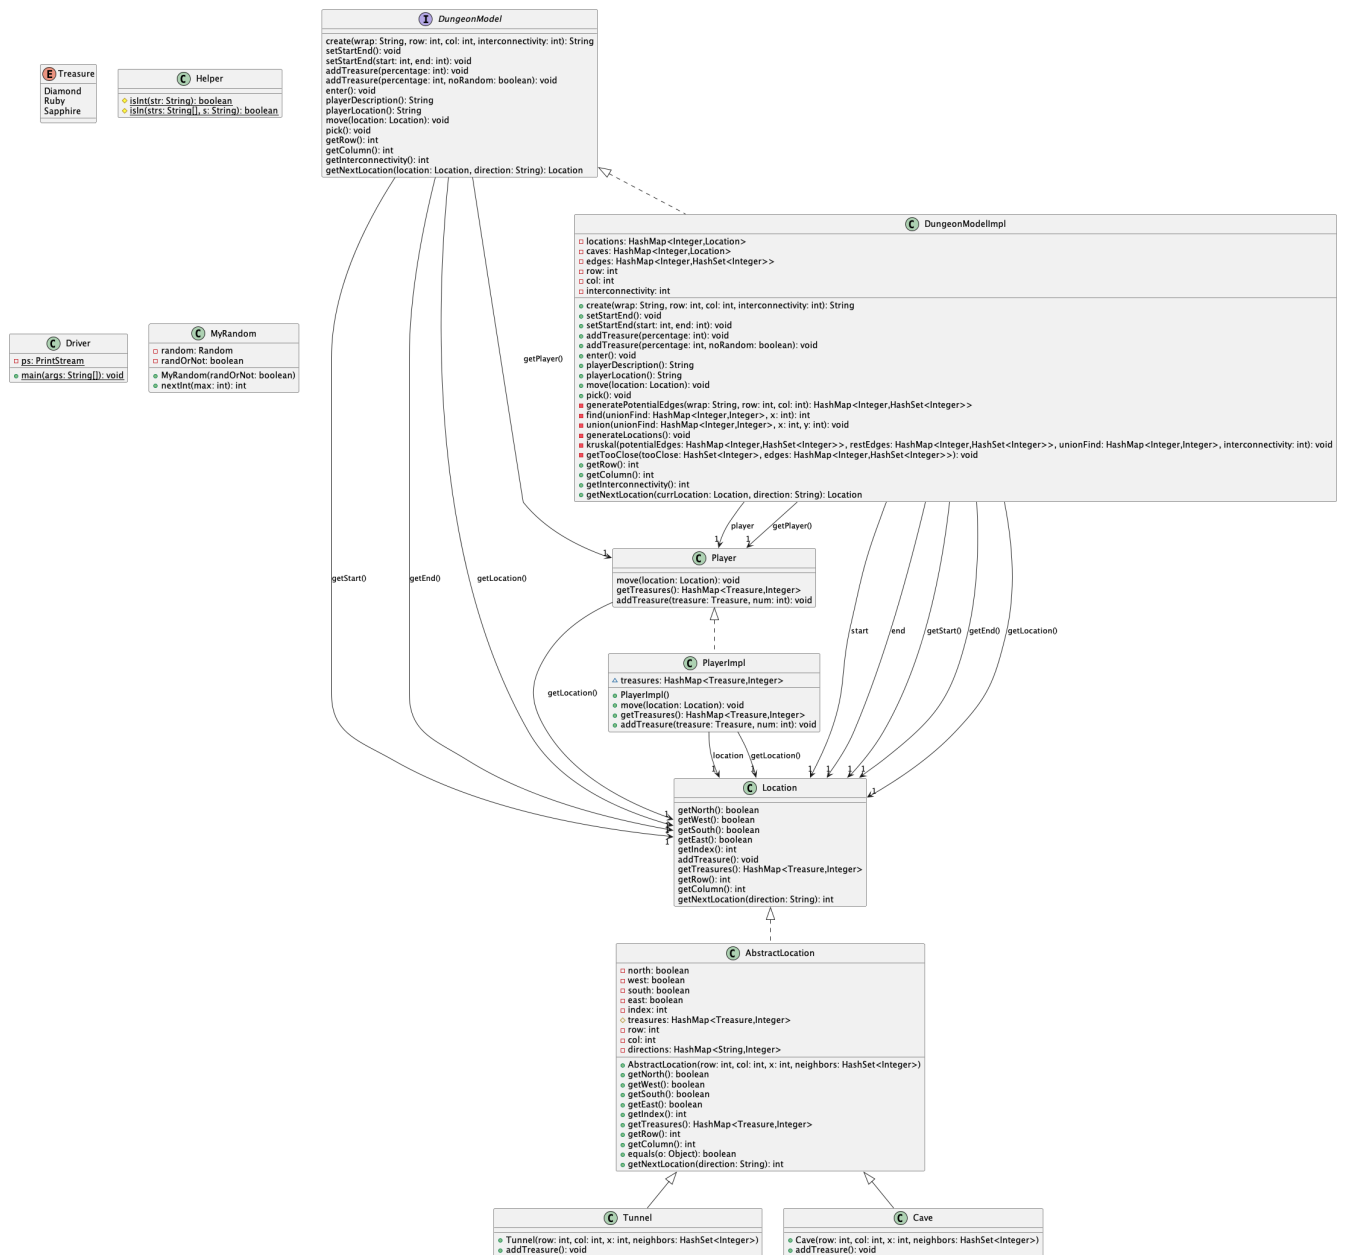 I DungeonModel
create(wrap: String, row: int, col: int, interconnectivity: int): String
setStartEnd(): void
setStartEnd(start: int, end: int): void
addTreasure(percentage: int): void
addTreasure(percentage: int, noRandom: boolean): void
enter(): void
playerDescription(): String
playerLocation(): String
move(location: Location): void
pick(): void
getRow(): int
getColumn(): int
getInterconnectivity(): int
getNextLocation(location: Location, direction: String): Location
E Treasure
Diamond
Ruby
Sapphire
C Helper
isInt(str: String): boolean
isIn(strs: String[], s: String): boolean
C DungeonModelImpl
locations: HashMap<Integer,Location>
caves: HashMap<Integer,Location>
edges: HashMap<Integer,HashSet<Integer>>
row: int
col: int
interconnectivity: int
create(wrap: String, row: int, col: int, interconnectivity: int): String
setStartEnd(): void
setStartEnd(start: int, end: int): void
addTreasure(percentage: int): void
addTreasure(percentage: int, noRandom: boolean): void
enter(): void
playerDescription(): String
playerLocation(): String
move(location: Location): void
pick(): void
generatePotentialEdges(wrap: String, row: int, col: int): HashMap<Integer,HashSet<Integer>>
find(unionFind: HashMap<Integer,Integer>, x: int): int
union(unionFind: HashMap<Integer,Integer>, x: int, y: int): void
generateLocations(): void
kruskal(potentialEdges: HashMap<Integer,HashSet<Integer>>, restEdges: HashMap<Integer,HashSet<Integer>>, unionFind: HashMap<Integer,Integer>, interconnectivity: int): void
getTooClose(tooClose: HashSet<Integer>, edges: HashMap<Integer,HashSet<Integer>>): void
getRow(): int
getColumn(): int
getInterconnectivity(): int
getNextLocation(currLocation: Location, direction: String): Location
C Driver
ps: PrintStream
main(args: String[]): void
C MyRandom
random: Random
randOrNot: boolean
MyRandom(randOrNot: boolean)
nextInt(max: int): int
getPlayer()
player
getPlayer()
1
1
1
C Player
move(location: Location): void
getTreasures(): HashMap<Treasure,Integer>
addTreasure(treasure: Treasure, num: int): void
getStart()
getEnd()
getLocation()
start
end
getStart()
getEnd()
getLocation()
C PlayerImpl
treasures: HashMap<Treasure,Integer>
PlayerImpl()
move(location: Location): void
getTreasures(): HashMap<Treasure,Integer>
addTreasure(treasure: Treasure, num: int): void
getLocation()
location
getLocation()
1
1
1
1
1
1
1
C Location
1
1
1
1
1
getNorth(): boolean
getWest(): boolean
getSouth(): boolean
getEast(): boolean
getIndex(): int
addTreasure(): void
getTreasures(): HashMap<Treasure,Integer>
getRow(): int
getColumn(): int
getNextLocation(direction: String): int
C AbstractLocation
north: boolean
west: boolean
south: boolean
east: boolean
index: int
treasures: HashMap<Treasure,Integer>
row: int
col: int
directions: HashMap<String,Integer>
AbstractLocation(row: int, col: int, x: int, neighbors: HashSet<Integer>)
getNorth(): boolean
getWest(): boolean
getSouth(): boolean
getEast(): boolean
getIndex(): int
getTreasures(): HashMap<Treasure,Integer>
getRow(): int
getColumn(): int
equals(o: Object): boolean
getNextLocation(direction: String): int
C Tunnel
Tunnel(row: int, col: int, x: int, neighbors: HashSet<Integer>)
addTreasure(): void
C Cave
Cave(row: int, col: int, x: int, neighbors: HashSet<Integer>)
addTreasure(): void